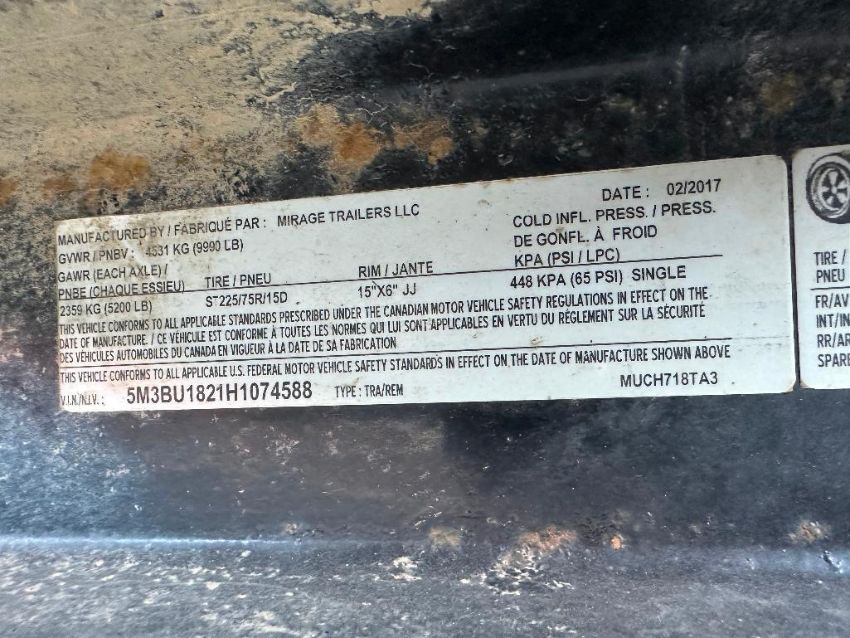 MANUFACTURED BY / FABRIQUÉ PAR : MIRAGE TRAILERS LLC
DATE : 02/2017
GVWR / PNBV : 4531 KG (9990 LB)
COLD INFL. PRESS. / PRESS.
DE GONFL. À FROID
GAWR (EACH AXLE) /
PNBE (CHAQUE ESSIEU) TIRE / PNEU RIM / JANTE KPA (PSI / LPC)
2359 KG (5200 LB) ST225/75R/15D 15"X6" JJ 448 KPA (65 PSI) SINGLE
THIS VEHICLE CONFORMS TO ALL APPLICABLE STANDARDS PRESCRIBED UNDER THE CANADIAN MOTOR VEHICLE SAFETY REGULATIONS IN EFFECT ON THE
DATE OF MANUFACTURE. / CE VÉHICULE EST CONFORME À TOUTES LES NORMES QUI LUI SONT APPLICABLES EN VERTU DU RÈGLEMENT SUR LA SÉCURITÉ
DES VÉHICULES AUTOMOBILES DU CANADA EN VIGUEUR À LA DATE DE SA FABRICATION
THIS VEHICLE CONFORMS TO ALL APPLICABLE U.S. FEDERAL MOTOR VEHICLE SAFETY STANDARDS IN EFFECT ON THE DATE OF MANUFACTURE SHOWN ABOVE
V.I.N./N.I.V. : 5M3BU1821H1074588 TYPE : TRA/REM MUCH718TA3
TIRE /
PNEU
FR/AV
INT/IN
RR/AR
SPARE